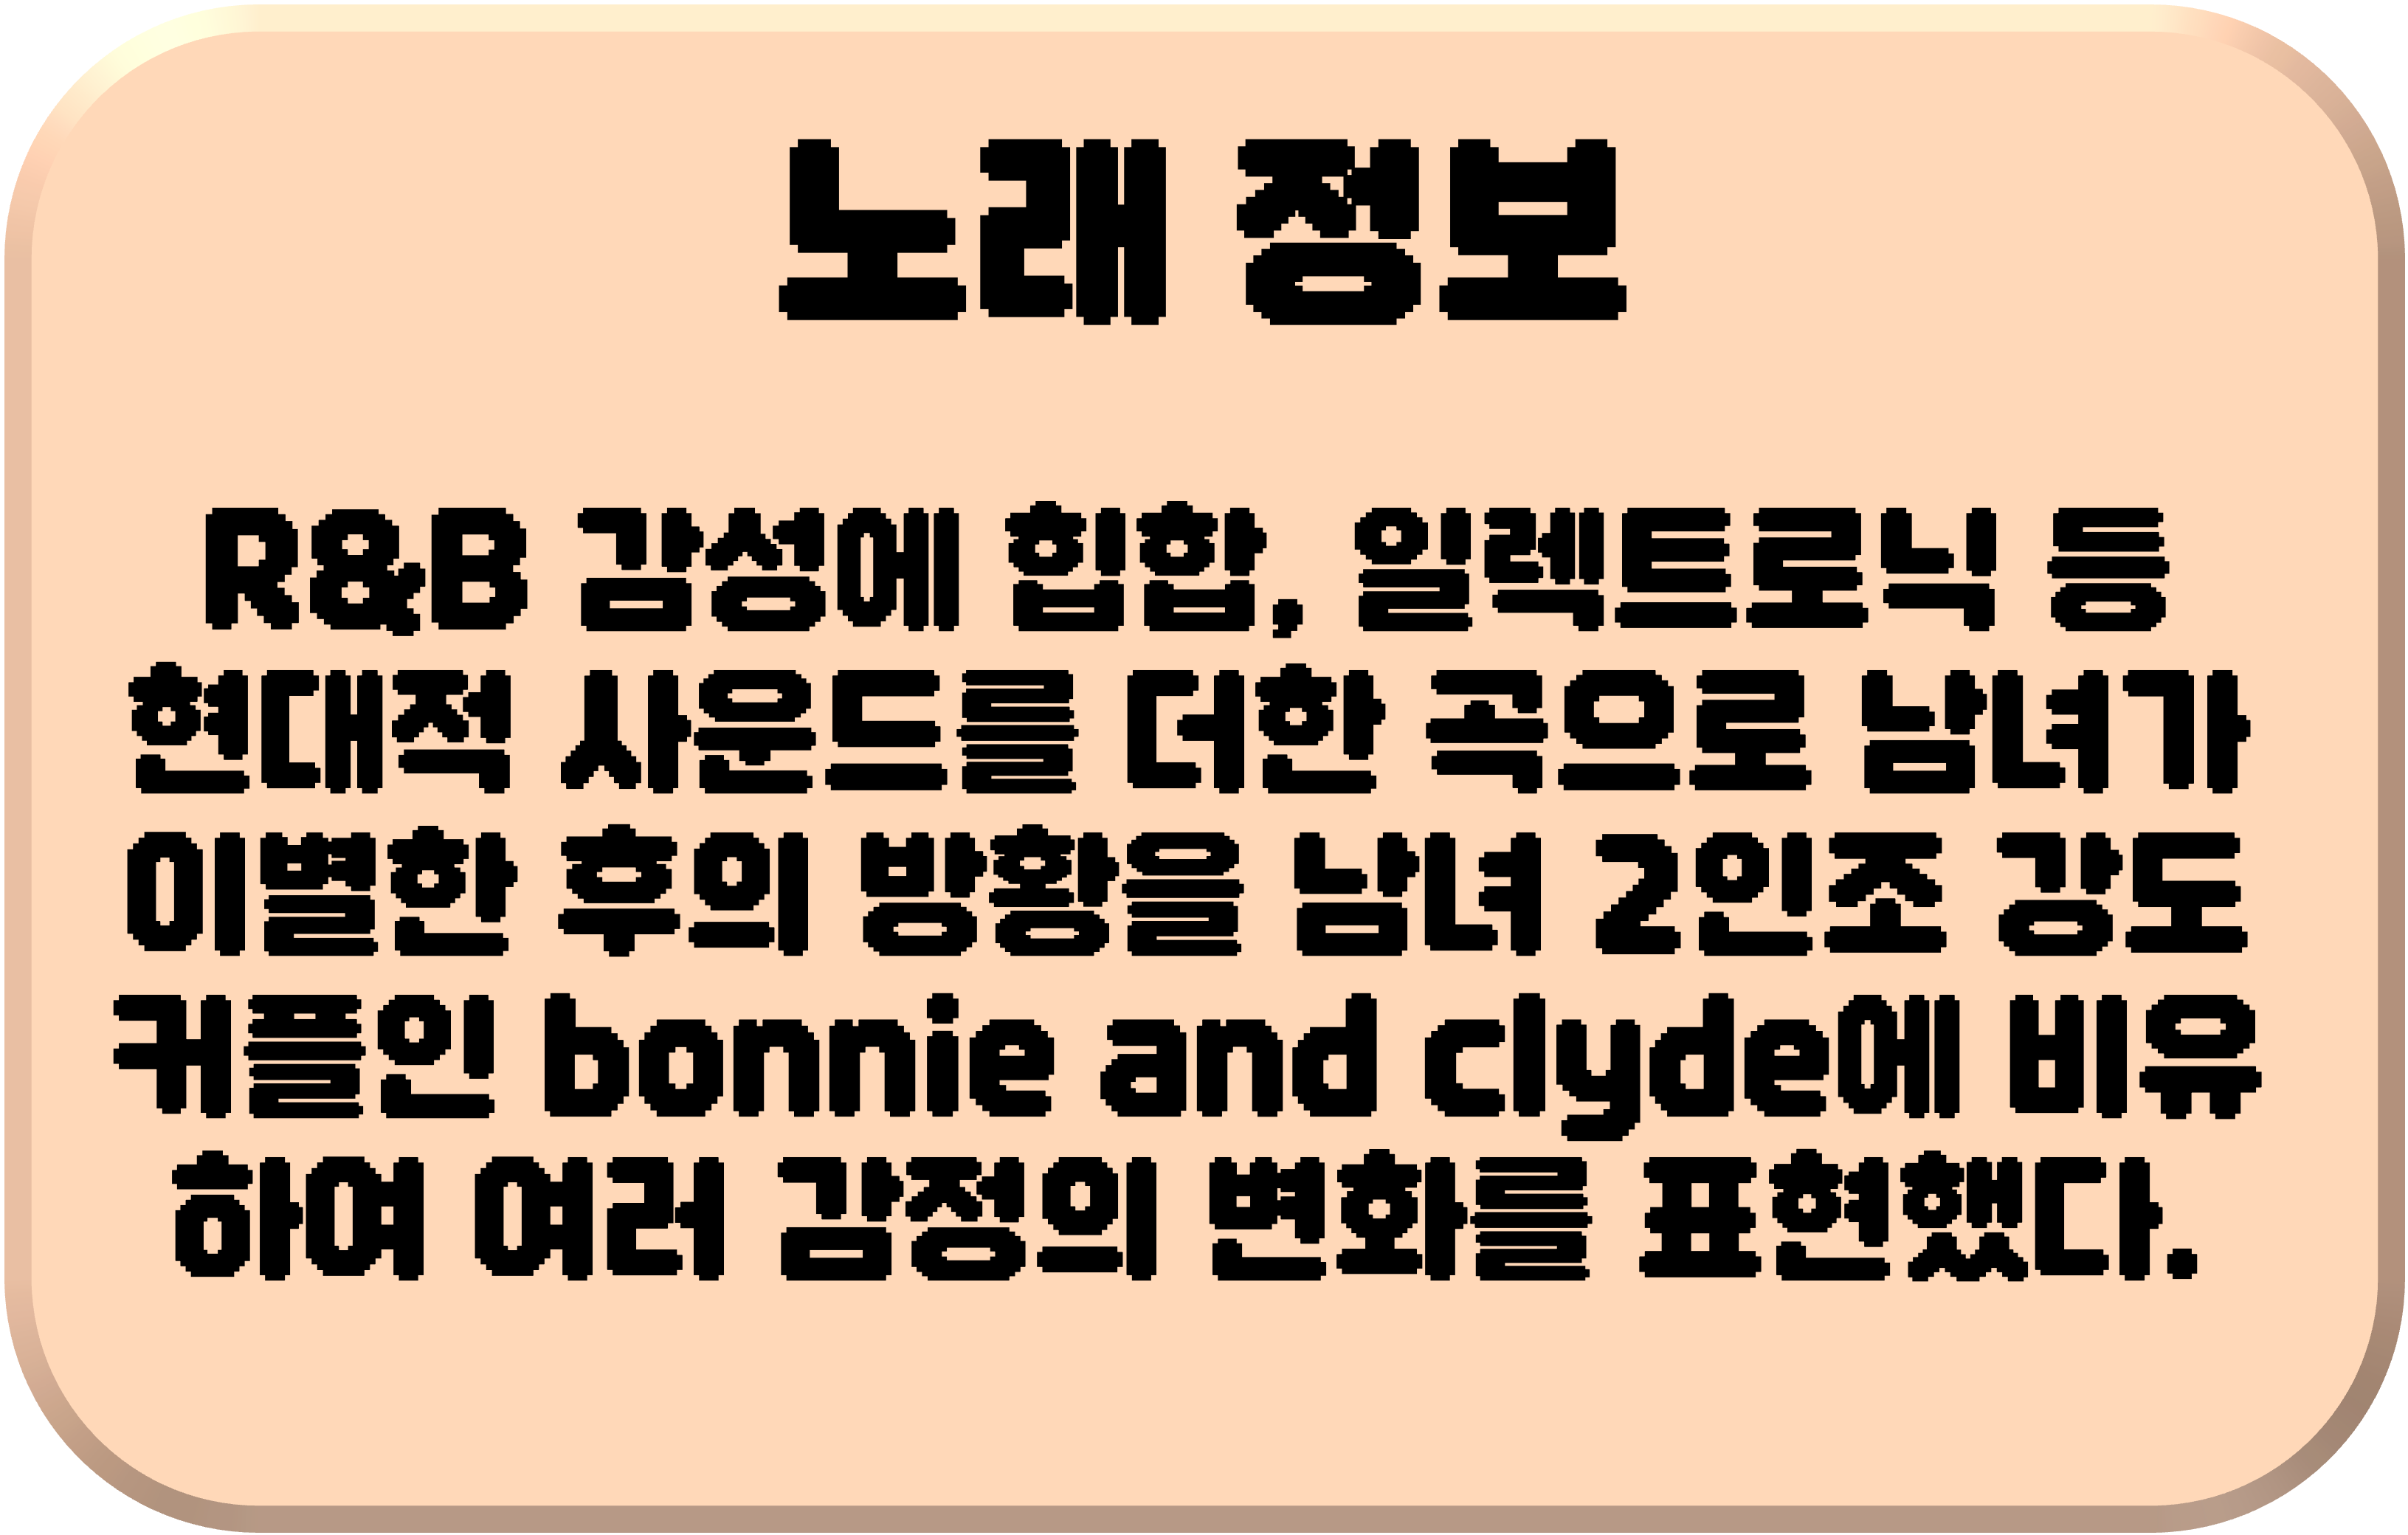 노래 정보
R&B 감성에 힙합, 일렉트로닉 등
현대적 사운드를 더한 곡으로 남녀가
이별한 후의 방황을 남녀 2인조 강도
커플인 bonnie and clyde에 비유
하여 여러 감정의 변화를 표현했다.